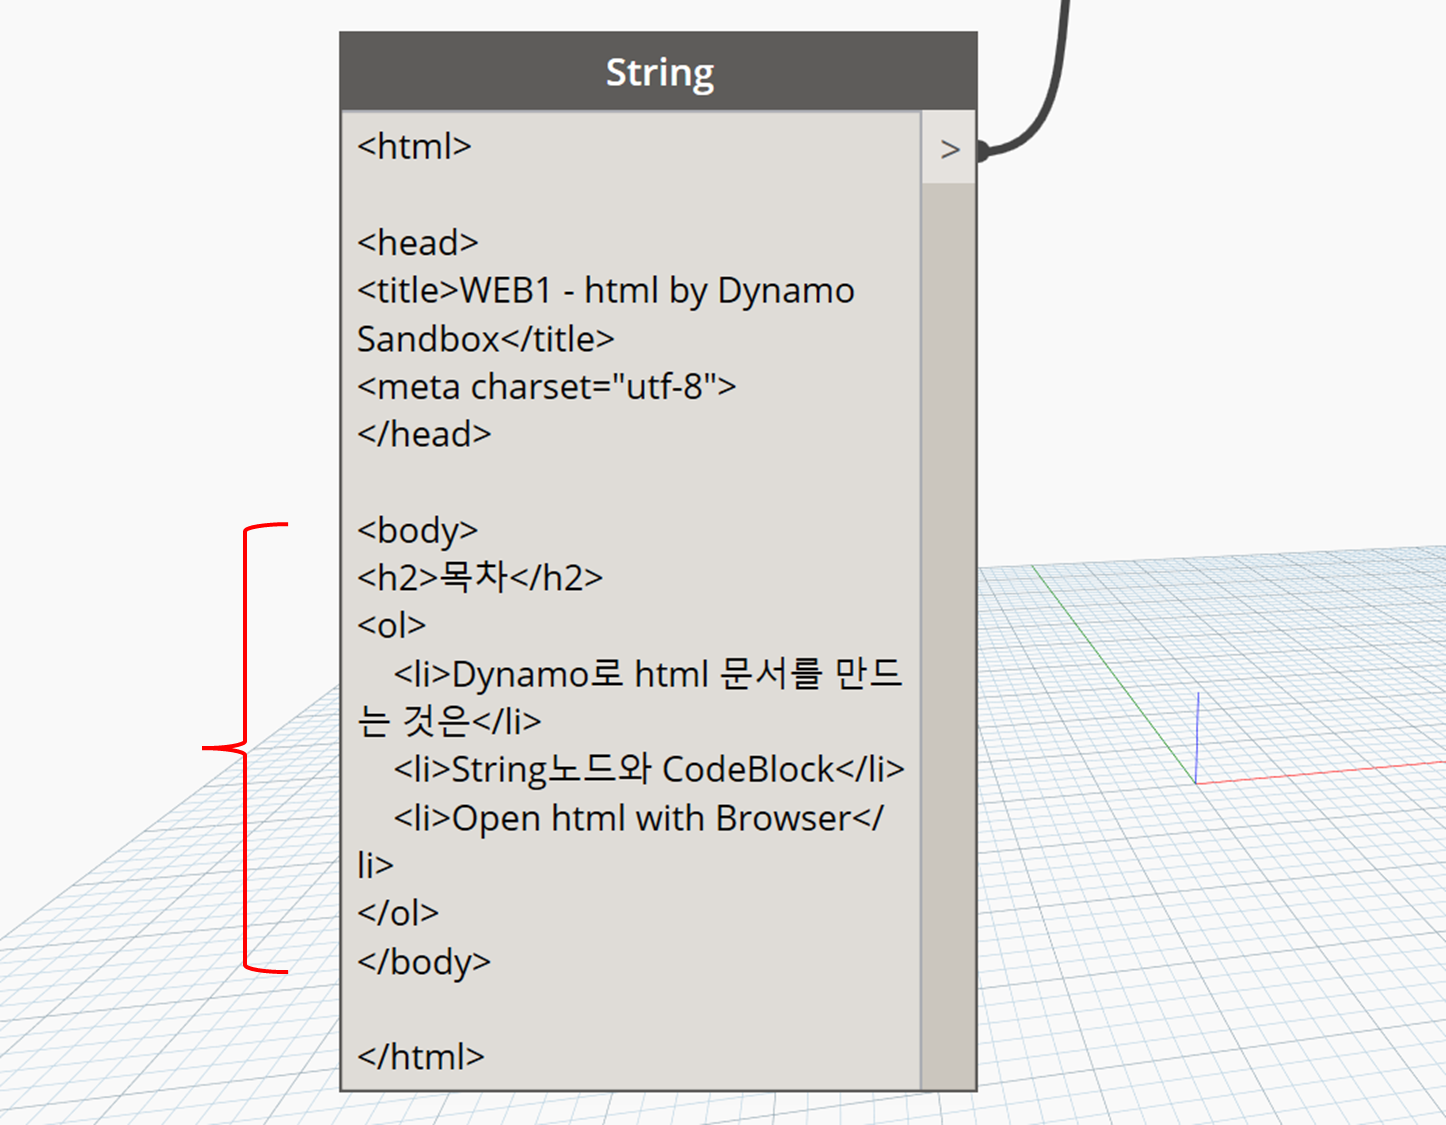 String
<html>
>
<head>
<title>WEB1 - html by Dynamo
Sandbox</title>
<meta charset="utf-8">
</head>
<body>
<h2>목차</h2>
<ol>
<li>Dynamo로 html 문서를 만드
는 것은</li>
<li>String노드와 CodeBlock</li>
<li>Open html with Browser</
li>
</ol>
</body>
</html>